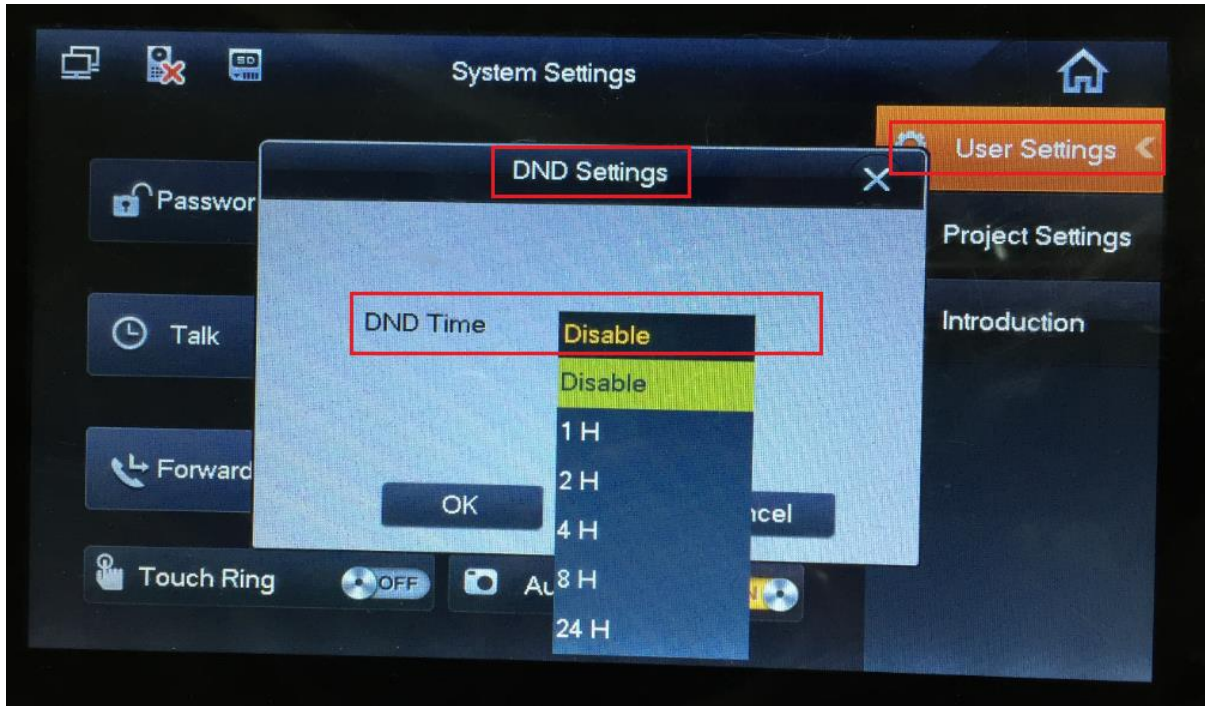 SD
System Settings
User Settings
DND Settings
Passwor
Project Settings
DND Time
Disable
Introduction
Talk
Disable
1 H
2 H
Forward
OK
ncel
4 H
Touch Ring
OFF
Au
8 H
24 H